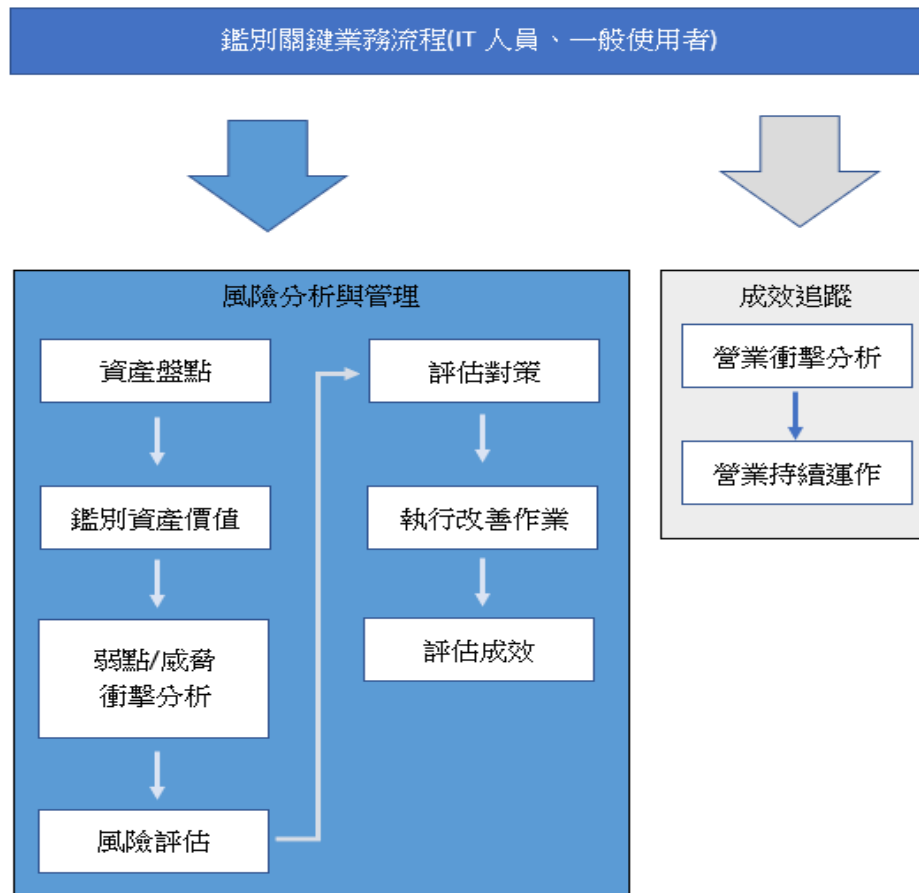 鑑別關鍵業務流程(IT 人員、一般使用者)
風險分析與管理
資產盤點
鑑別資產價值
弱點/威脅
衝擊分析
風險評估
評估對策
執行改善作業
評估成效
成效追蹤
營業衝擊分析
營業持續運作